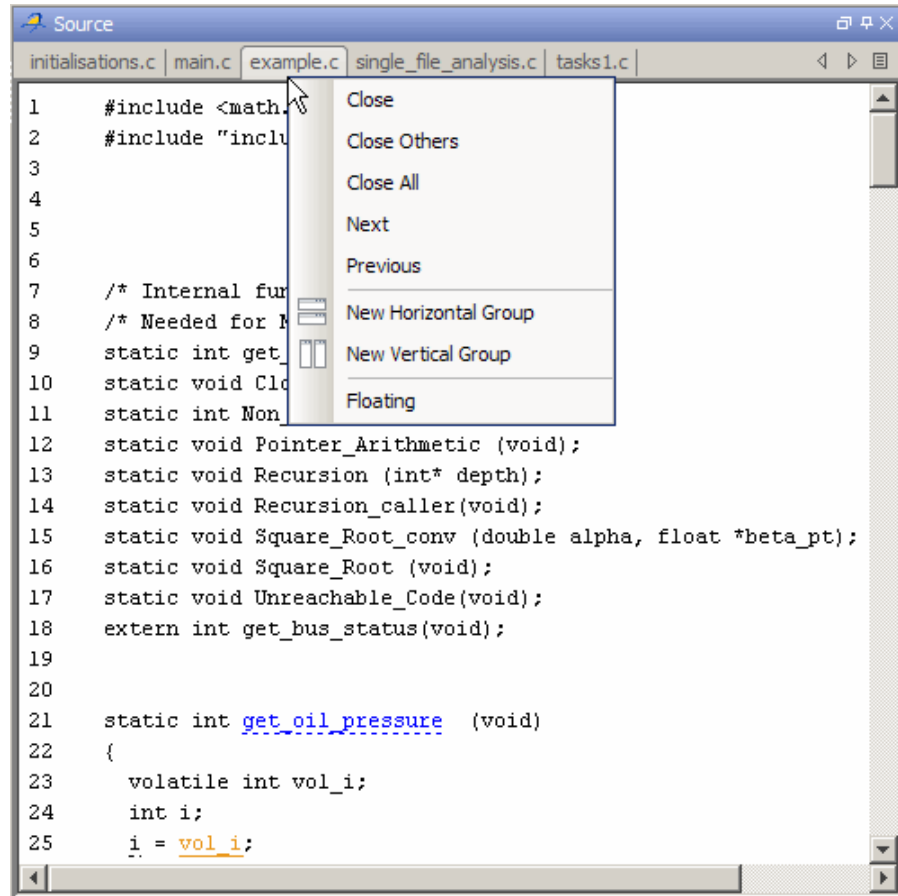 Source
initialisations.c main.c example.c single_file_analysis.c tasks1.c
Close
Close Others
Close All
Next
Previous
New Horizontal Group
New Vertical Group
Floating
1 #include <math.
2 #include "inclu
3
4
5
6
7 /* Internal fun
8 /* Needed for
9 static int get_
10 static void Clo
11 static int Non_
12 static void Pointer_Arithmetic (void);
13 static void Recursion (int* depth);
14 static void Recursion_caller(void);
15 static void Square_Root_conv (double alpha, float *beta_pt);
16 static void Square_Root (void);
17 static void Unreachable_Code(void);
18 extern int get_bus_status(void);
19
20
21 static int get_oil_pressure (void)
22 {
23 volatile int vol_i;
24 int i;
25 i = vol_i;